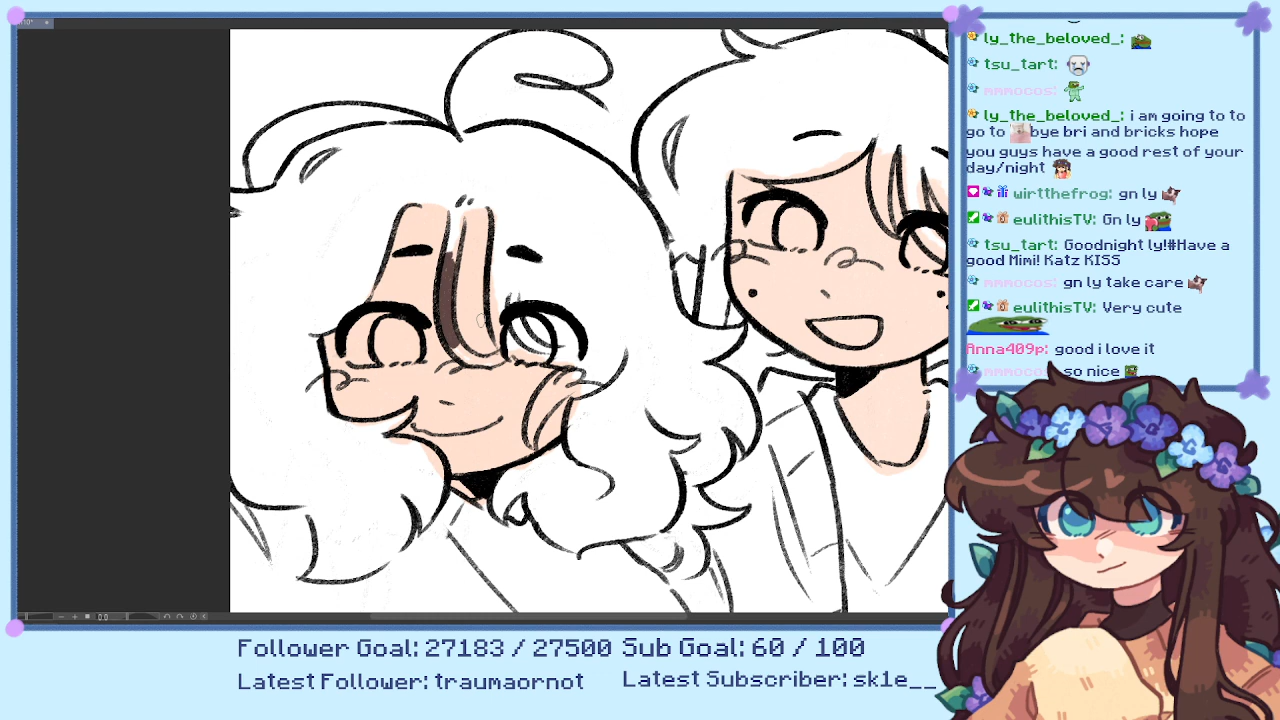 ly_the_beloved_:
tsu_tart:
mmmocos:
ly_the_beloved_: i am going to to
go to bye bri and bricks hope
you guys have a good rest of your
day/night
wirtthefrog: gn ly
eulithisTV: Gn ly
tsu_tart: Goodnight ly!#Have a
good Mimi! Katz KISS
mmmocos: gn ly take care
eulithisTV: Very cute
Anna409p: good i love it
mmmocos: so nice
Follower Goal: 27183 / 27500 Sub Goal: 60 / 100
Latest Follower: traumaornot Latest Subscriber: sk1e__